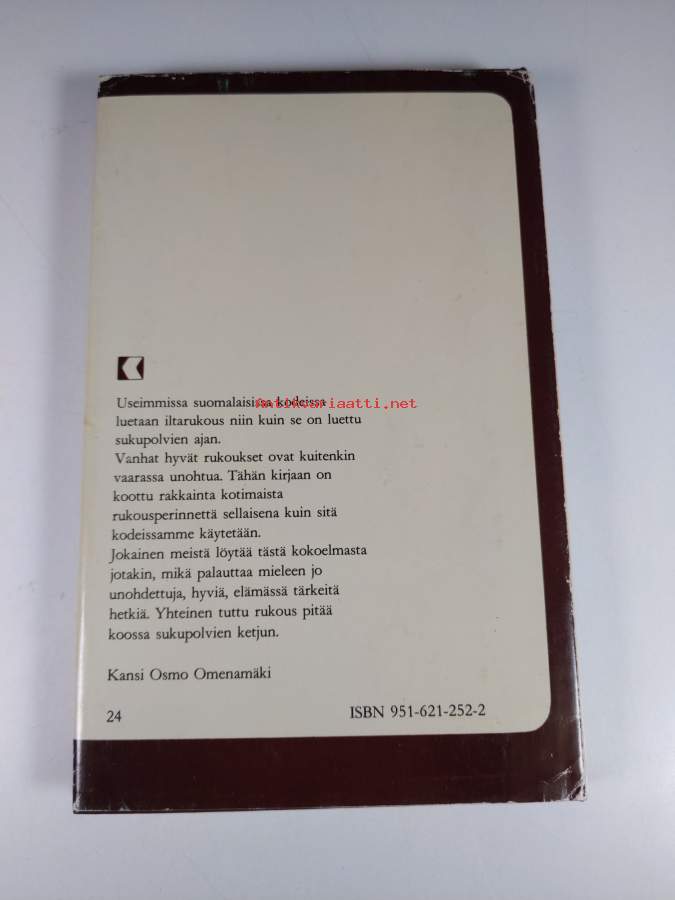 Useimmissa suomalaisissa kodeissa
antikvariaatti.net
luetaan iltarukous niin kuin se on luettu
sukupolvien ajan.
Vanhat hyvät rukoukset ovat kuitenkin
vaarassa unohtua. Tähän kirjaan on
koottu rakkainta kotimaista
rukousperinnettä sellaisena kuin sitä
kodeissamme käytetään.
Jokainen meistä löytää tästä kokoelmasta
jotakin, mikä palauttaa mieleen jo
unohdettuja, hyviä, elämässä tärkeitä
hetkiä. Yhteinen tuttu rukous pitää
koossa sukupolvien ketjun.
Kansi Osmo Omenamäki
24
ISBN 951-621-252-2